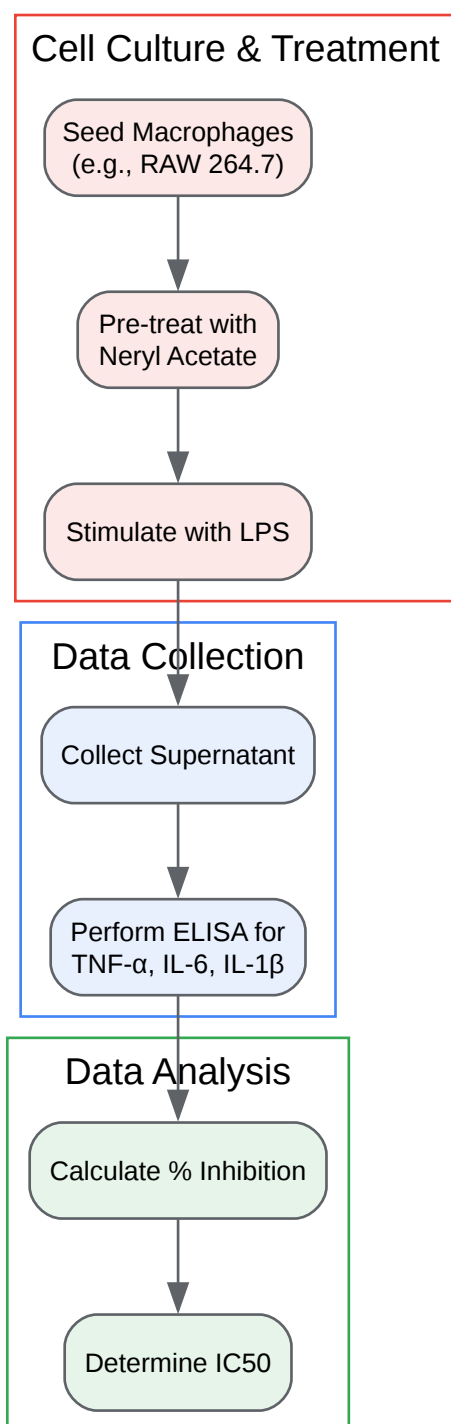 Cell Culture & Treatment
Seed Macrophages
(e.g., RAW 264.7)
Pre-treat with
Neryl Acetate
Stimulate with LPS
Data Collection
Collect Supernatant
Perform ELISA for
TNF-α, IL-6, IL-1β
Data Analysis
Calculate % Inhibition
Determine IC50